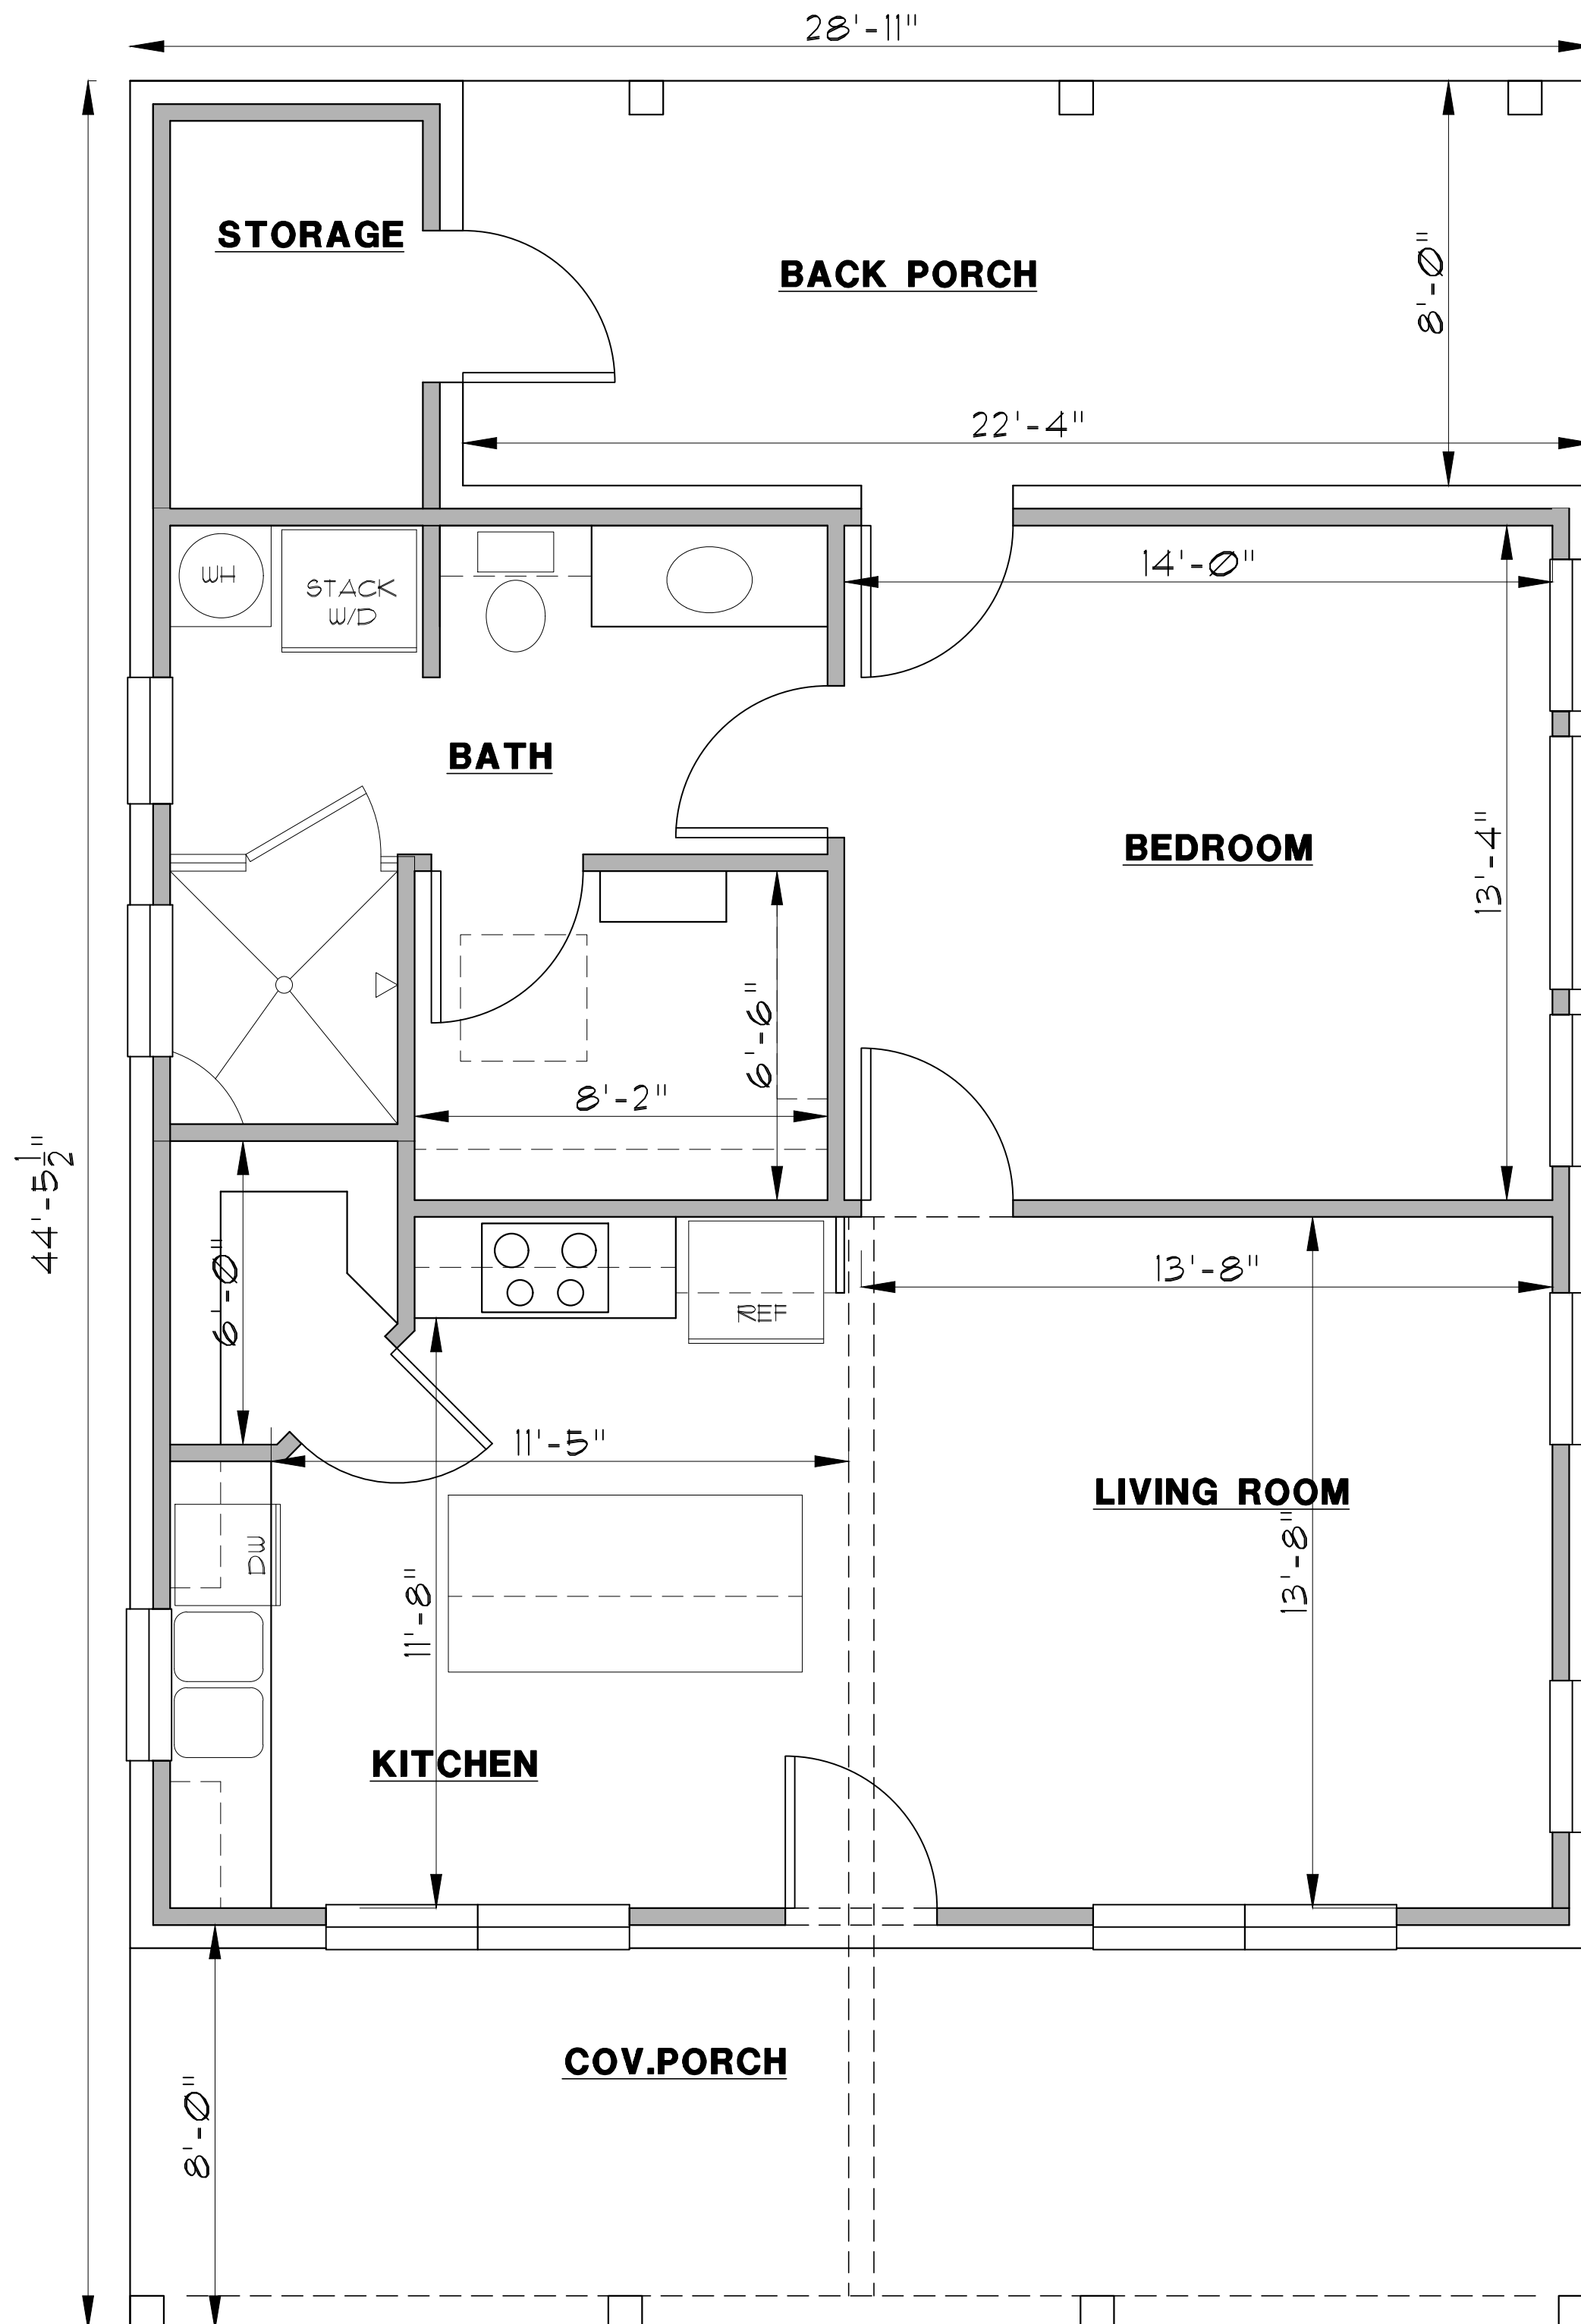 28'-11"
STORAGE
BACK PORCH
8'-0"
22'-4"
WH
STACK
W/D
14'-0"
BATH
BEDROOM
13'-4"
6'-6"
8'-2"
44'-5 1/2"
6'-0"
REF
13'-8"
11'-5"
LIVING ROOM
DW
11'-8"
13'-8"
KITCHEN
COV.PORCH
8'-0"